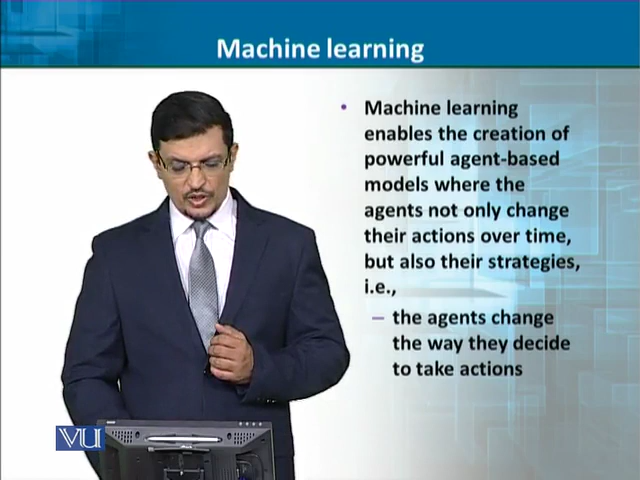 Machine learning
• Machine learning
enables the creation of
powerful agent-based
models where the
agents not only change
their actions over time,
but also their strategies,
i.e.,
– the agents change
the way they decide
to take actions
VU